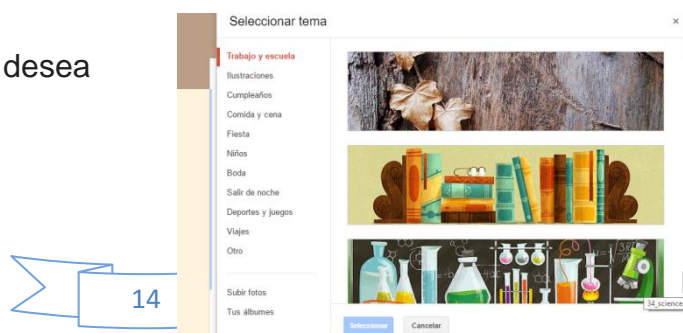 Seleccionar tema
×
desea
Trabajo y escuela
Ilustraciones
Cumpleaños
Comida y cena
Fiesta
Niños
Boda
Salir de noche
Deportes y juegos
Viajes
Otro
Subir fotos
Tus álbumes
14
34_science
Seleccionar
Cancelar